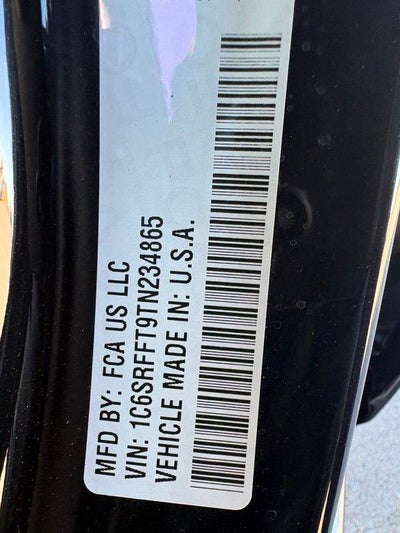 MFD BY: FCA US LLC
VIN: 1C6SRFFT9TN234865
VEHICLE MADE IN: U.S.A.